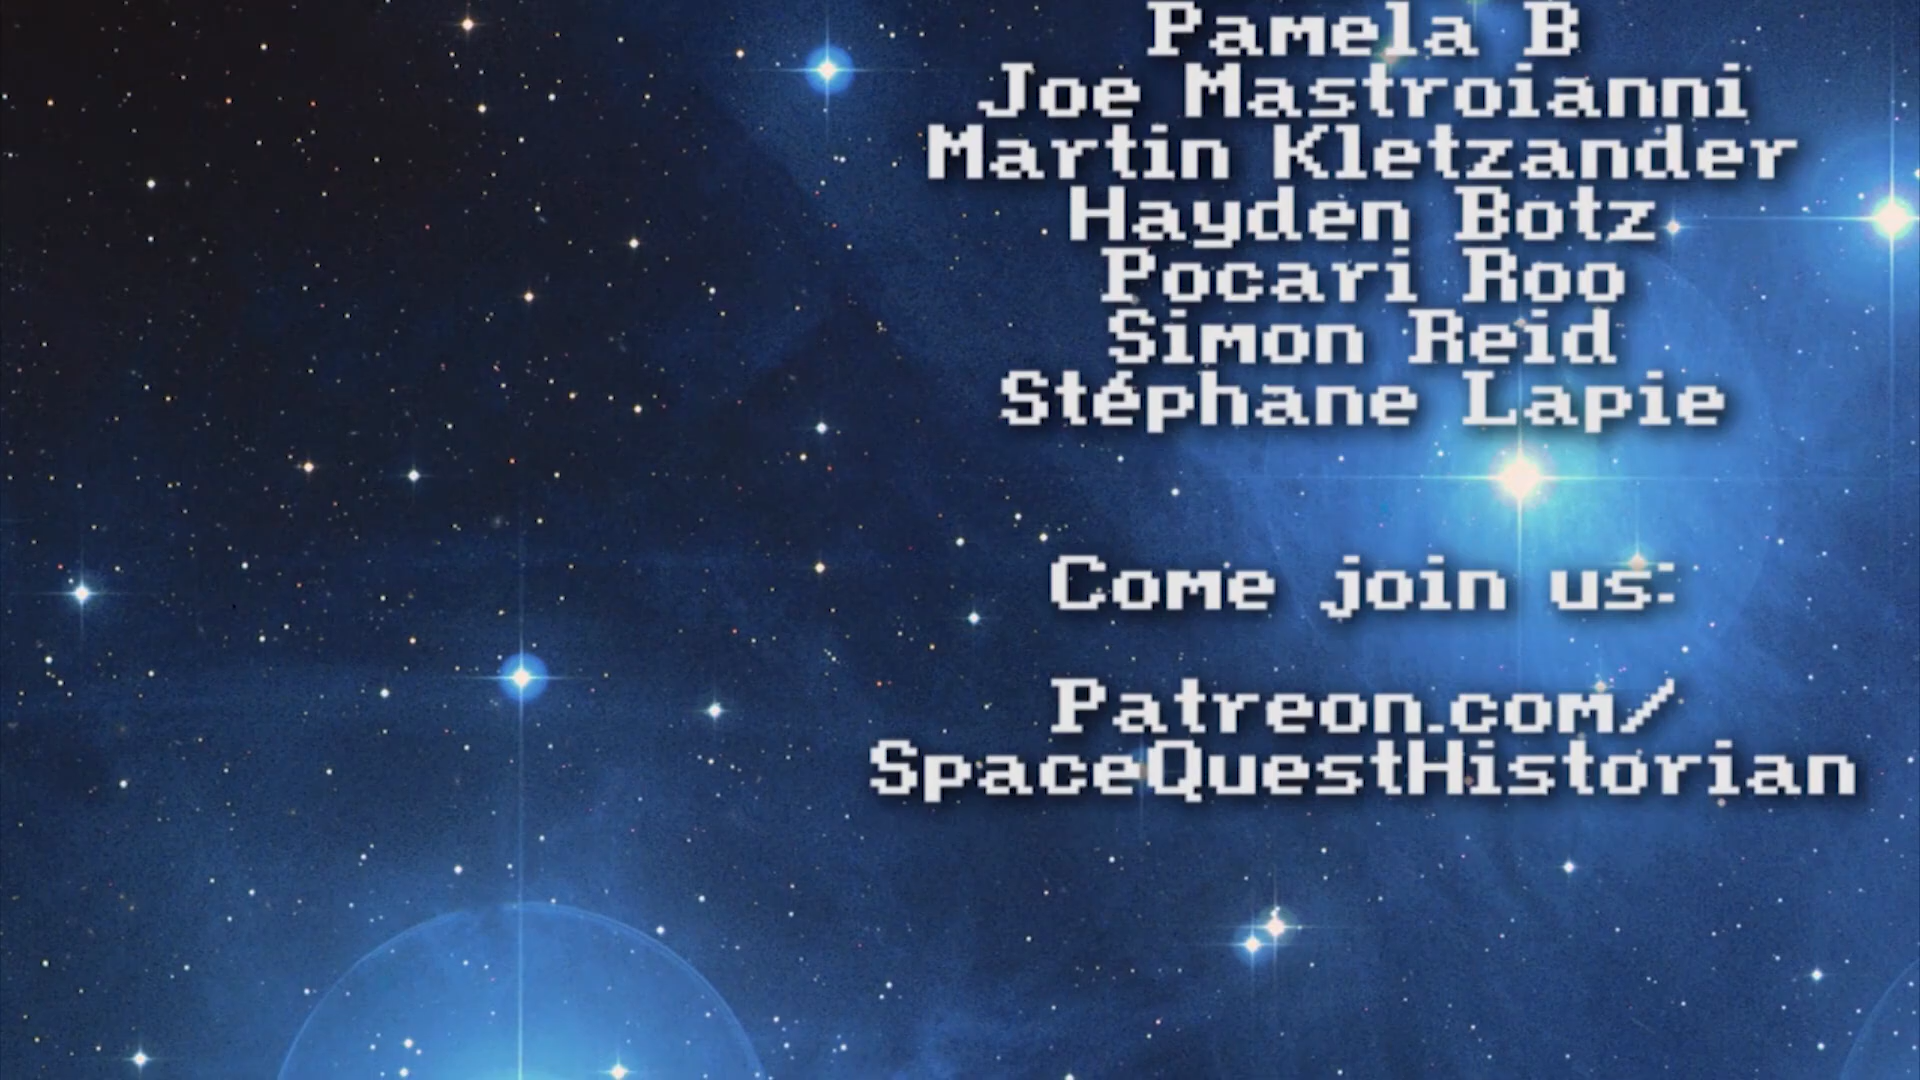 Pamela B
Joe Mastroianni
Martin Kletzander
Hayden Botz
Pocari Roo
Simon Reid
Stéphane Lapie
Come join us:
Patreon.com/
SpaceQuestHistorian